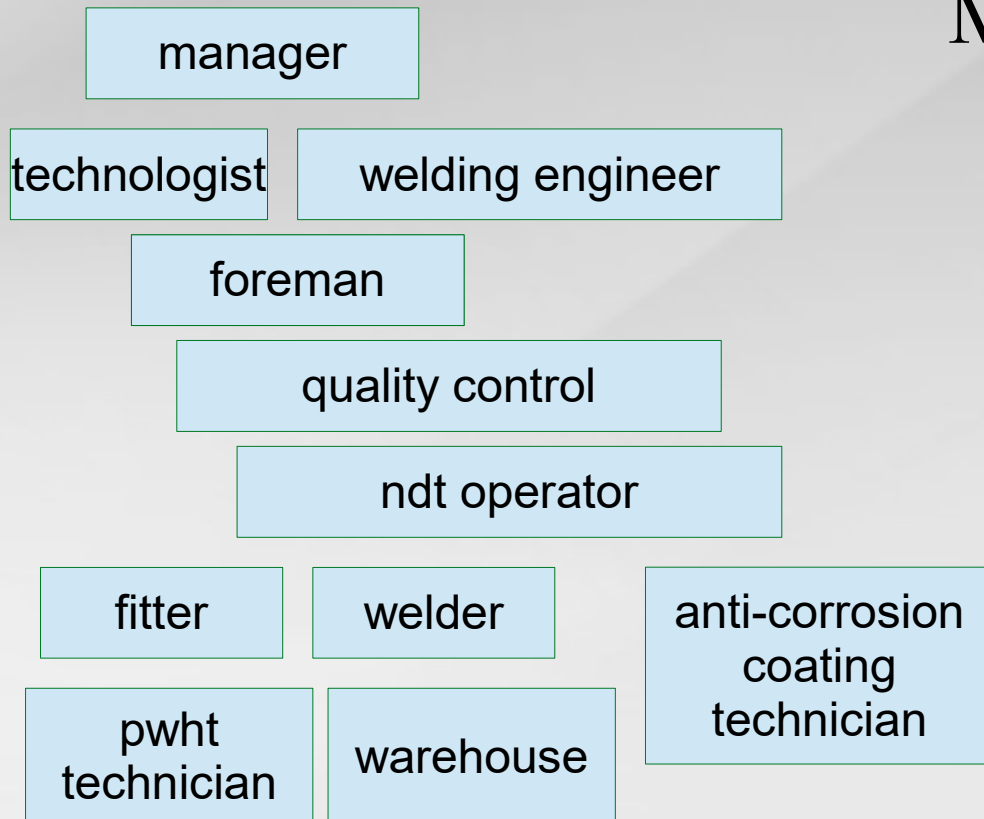 manager
technologist
welding engineer
foreman
quality control
ndt operator
fitter
welder
anti-corrosion
coating
technician
pwht
technician
warehouse